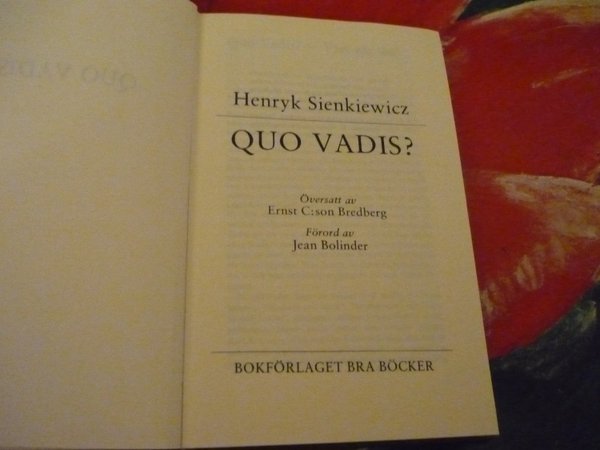 Henryk Sienkiewicz
QUO VADIS?
Översatt av
Ernst C:son Bredberg
Förord av
Jean Bolinder
BOKFÖRLAGET BRA BÖCKER